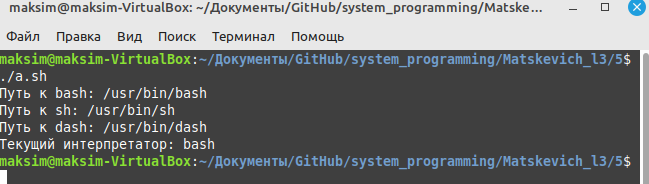 maksim@maksim-VirtualBox: ~/Документы/GitHub/system_programming/Matske...
Файл Правка Вид Поиск Терминал Помощь
maksim@maksim-VirtualBox:~/Документы/GitHub/system_programming/Matskevich_l3/5$
./a.sh
Путь к bash: /usr/bin/bash
Путь к sh: /usr/bin/sh
Путь к dash: /usr/bin/dash
Текущий интерпретатор: bash
maksim@maksim-VirtualBox:~/Документы/GitHub/system_programming/Matskevich_l3/5$